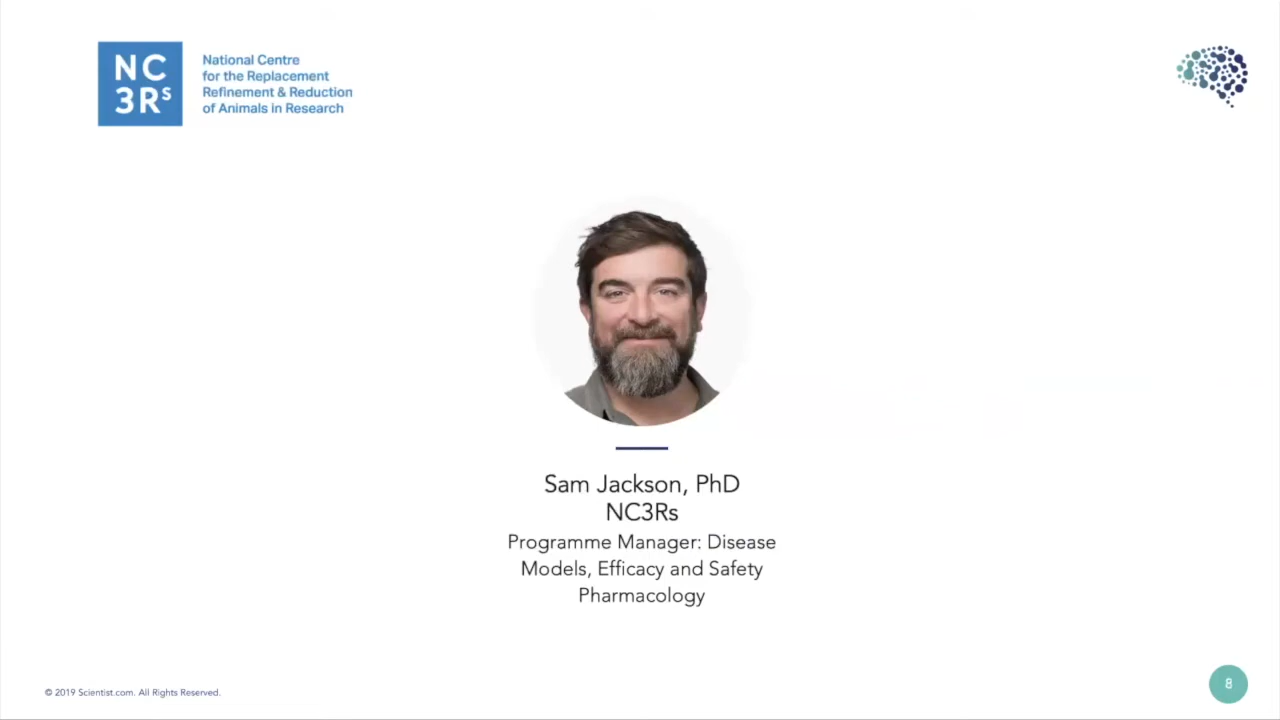 NC
3Rs
National Centre
for the Replacement
Refinement & Reduction
of Animals in Research
Sam Jackson, PhD
NC3Rs
Programme Manager: Disease
Models, Efficacy and Safety
Pharmacology
© 2019 Scientist.com. All Rights Reserved.
8